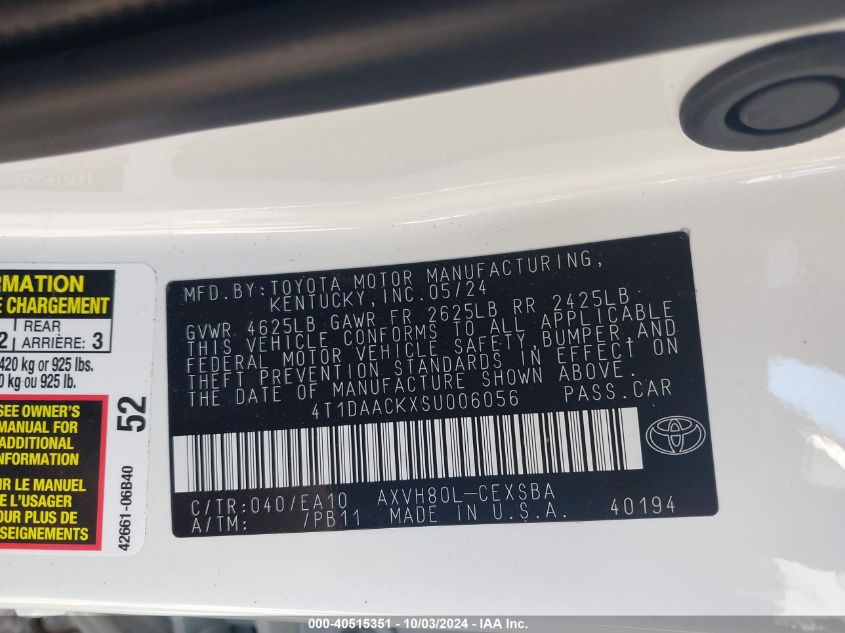 MFD. BY: TOYOTA MOTOR MANUFACTURING,
KENTUCKY, INC. 05/24
GVWR 4625LB GAWR FR 2625LB RR 2425LB
THIS VEHICLE CONFORMS TO ALL APPLICABLE
FEDERAL MOTOR VEHICLE SAFETY, BUMPER, AND
THEFT PREVENTION STANDARDS IN EFFECT ON
THE DATE OF MANUFACTURE SHOWN ABOVE.
4T1DAACKXSU006056 PASS. CAR
C/TR: 040/EA10 AXVH80L-CEXSBA
A/TM: /PB11 MADE IN U.S.A. 40194
CHARGEMENT
2 REAR
ARRIÈRE: 3
420 kg or 925 lbs.
0 kg ou 925 lb.
SEE OWNER'S
MANUAL FOR
ADDITIONAL
INFORMATION
LE MANUEL
L'USAGER
POUR PLUS DE
52
42661-06B40
-- 40515351 - 10/03/2024 - IAA Inc.